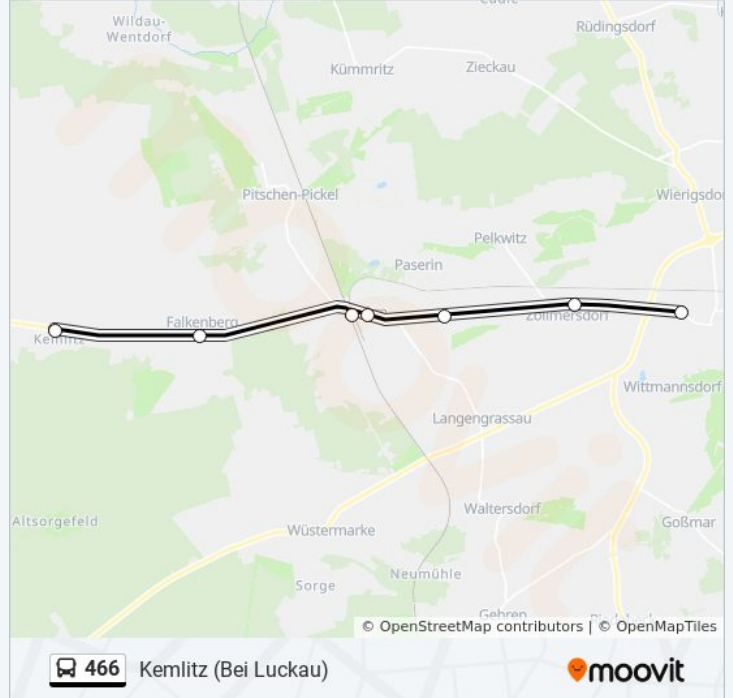 Wildau-
Wentdorf
Rüdingsdorf
Kümmritz
Zieckau
Pitschen-Pickel
Wierigsdor
Pelkwitz
Paserin
Falkenberg
Zöllmersdorf
Kemlitz
Wittmannsdorf
Langengrassau
Waltersdorf
Altsorgefeld
Goßmar
Wüstermarke
Neumühle
Sorge
Gehren
© OpenStreetMap contributors | © OpenMapTiles
466 Kemlitz (Bei Luckau)
moovit